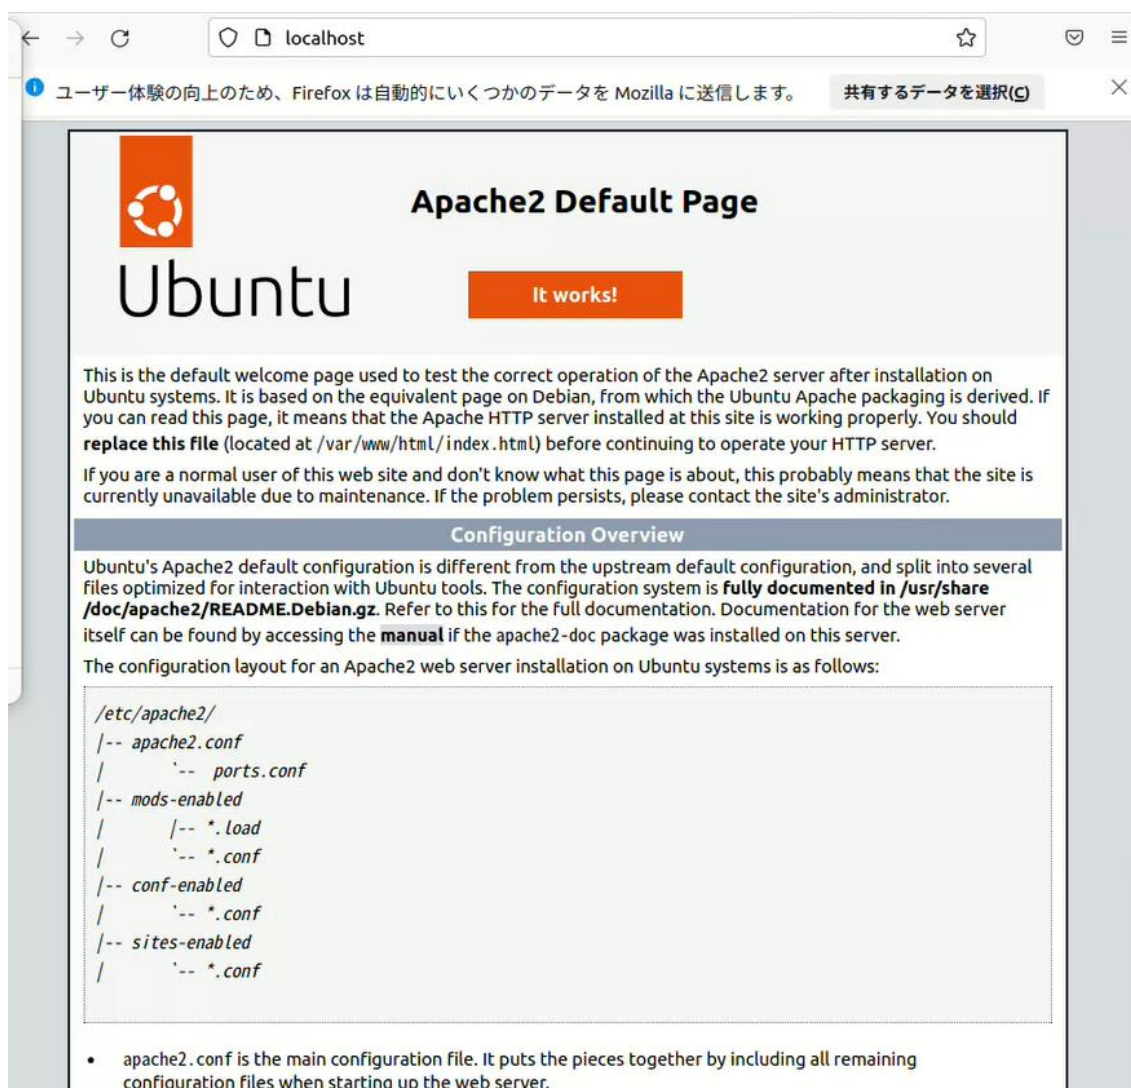 localhost
ユーザー体験の向上のため、Firefox は自動的にいくつかのデータを Mozilla に送信します。 共有するデータを選択(C)
Apache2 Default Page
Ubuntu
It works!
This is the default welcome page used to test the correct operation of the Apache2 server after installation on
Ubuntu systems. It is based on the equivalent page on Debian, from which the Ubuntu Apache packaging is derived. If
you can read this page, it means that the Apache HTTP server installed at this site is working properly. You should
replace this file (located at /var/www/html/index.html) before continuing to operate your HTTP server.
If you are a normal user of this web site and don't know what this page is about, this probably means that the site is
currently unavailable due to maintenance. If the problem persists, please contact the site's administrator.
Configuration Overview
Ubuntu's Apache2 default configuration is different from the upstream default configuration, and split into several
files optimized for interaction with Ubuntu tools. The configuration system is fully documented in /usr/share
/doc/apache2/README.Debian.gz. Refer to this for the full documentation. Documentation for the web server
itself can be found by accessing the manual if the apache2-doc package was installed on this server.
The configuration layout for an Apache2 web server installation on Ubuntu systems is as follows:
/etc/apache2/
|-- apache2.conf
|       `--  ports.conf
|-- mods-enabled
|       |-- *.load
|       `-- *.conf
|-- conf-enabled
|       `-- *.conf
|-- sites-enabled
|       `-- *.conf
• apache2.conf is the main configuration file. It puts the pieces together by including all remaining
configuration files when starting up the web server.